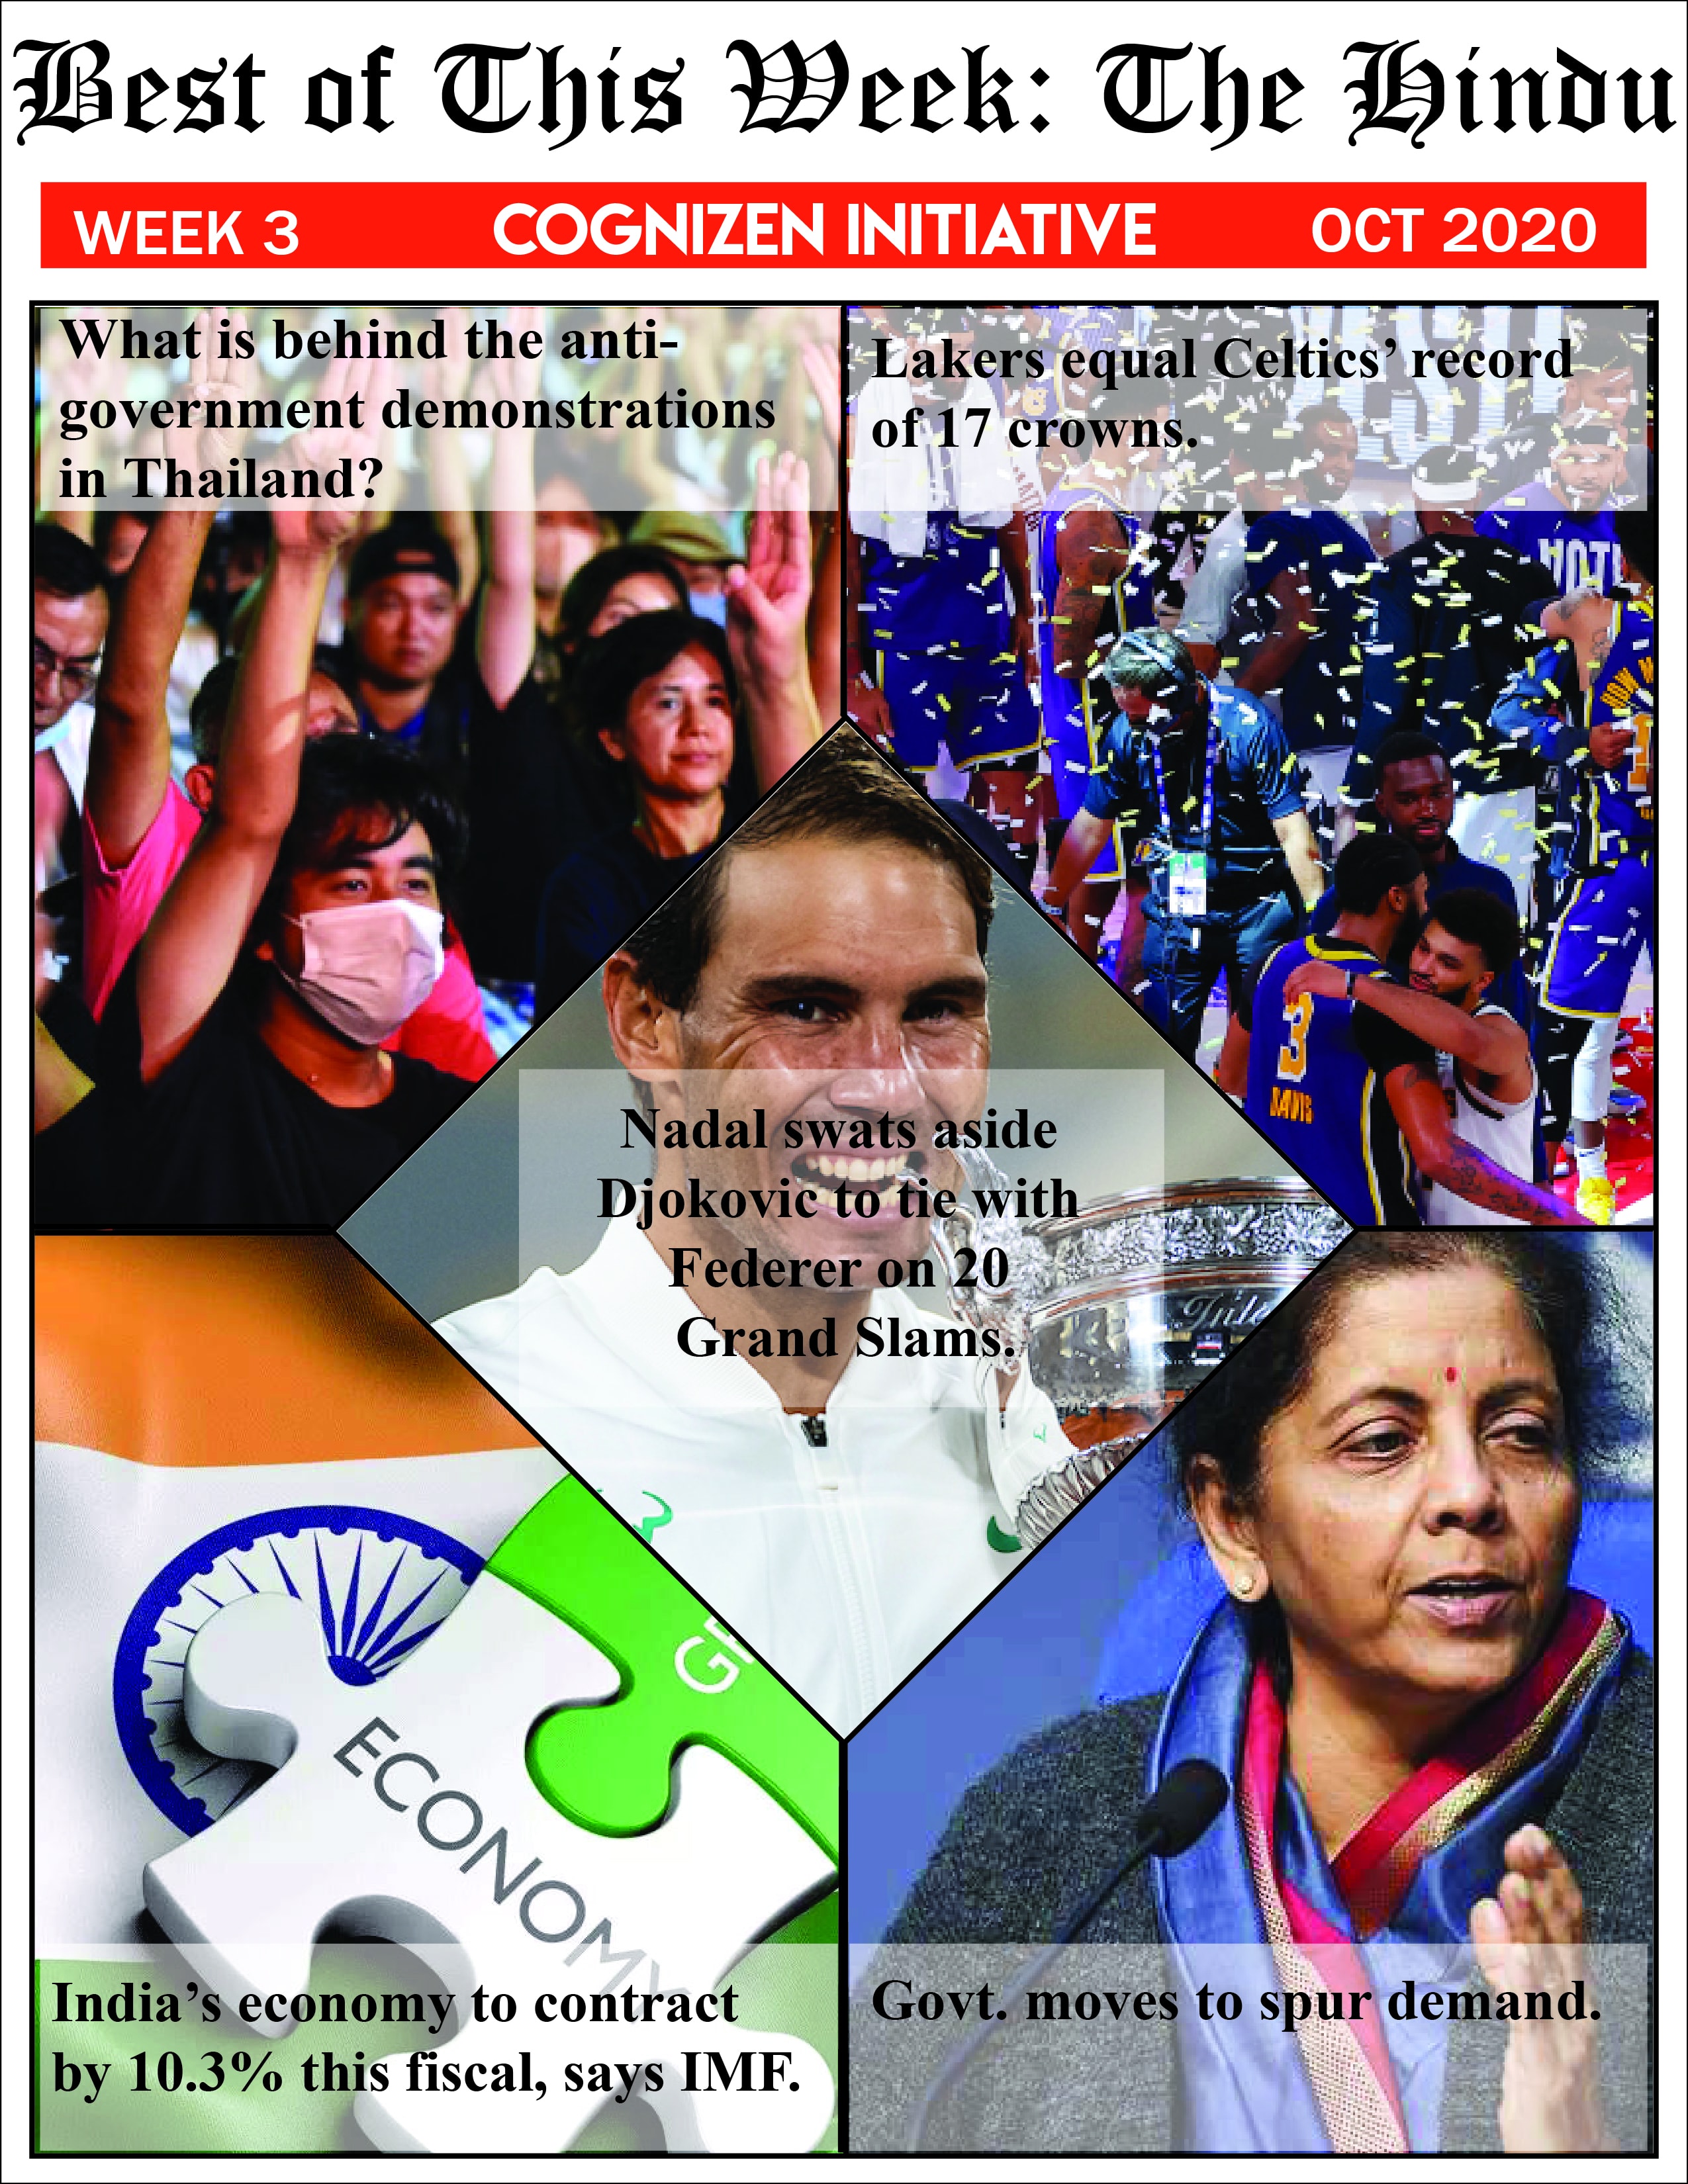 Best of This Week: The Hindu
WEEK 3 COGNIZEN INITIATIVE OCT 2020
What is behind the anti-
government demonstrations
in Thailand?
Lakers equal Celtics’ record
of 17 crowns.
3
DAVIS
Nadal swats aside
Djokovic to tie with
Federer on 20
Grand Slams.
ECONOMY
India’s economy to contract
by 10.3% this fiscal, says IMF.
Govt. moves to spur demand.